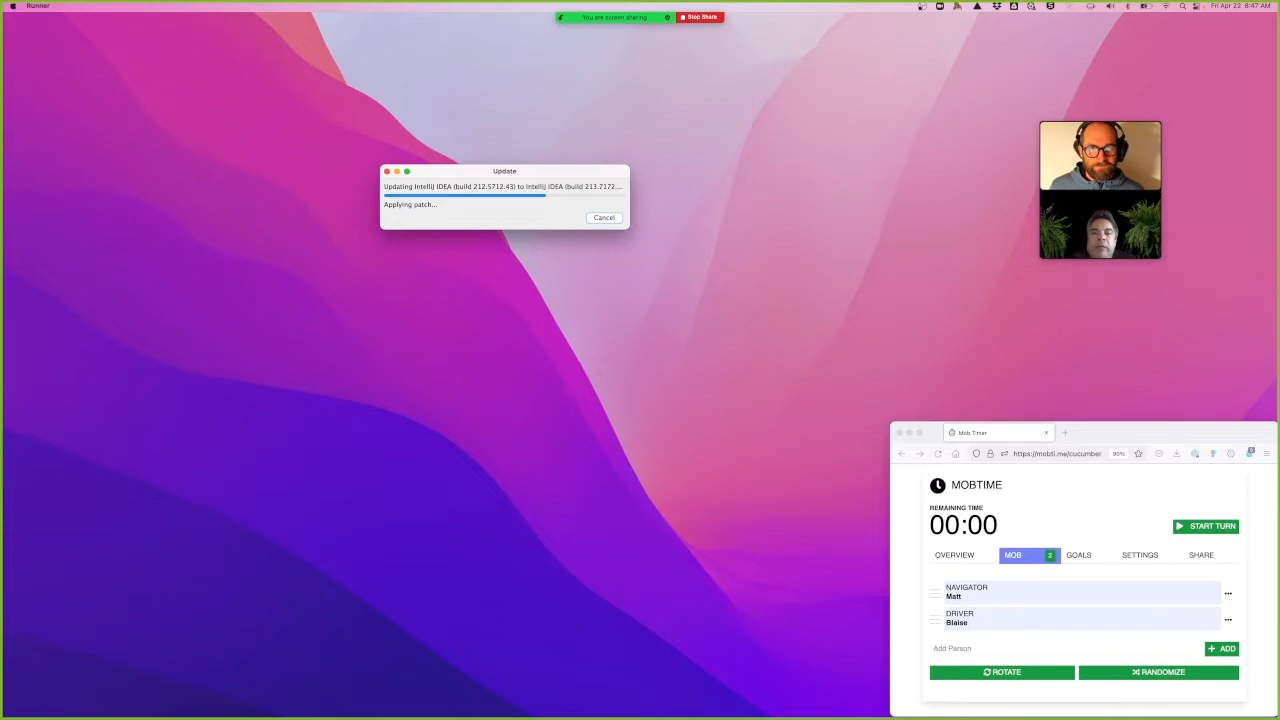 Runner
Fri Apr 22 8:47 AM
You are screen sharing
Stop Share
Update
Updating IntelliJ IDEA (build 212.5712.43) to IntelliJ IDEA (build 213.7172....
Applying patch...
Cancel
Mob Timer
https://mobti.me/cucumber
90%
MOBTIME
REMAINING TIME
00:00
START TURN
OVERVIEW
MOB 2
GOALS
SETTINGS
SHARE
NAVIGATOR
Matt
DRIVER
Blaise
Add Person
ADD
ROTATE
RANDOMIZE